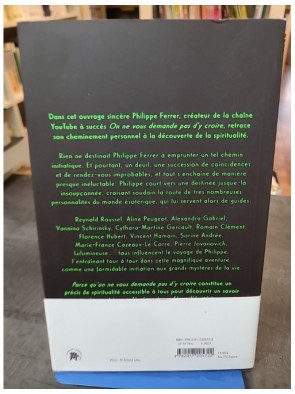 Dans cet ouvrage sincère Philippe Ferrer, créateur de la chaîne
YouTube à succès On ne vous demande pas d'y croire, retrace
son cheminement personnel à la découverte de la spiritualité.
Rien ne destinait Philippe Ferrer à emprunter un tel chemin
initiatique. Et pourtant, un deuil, une succession de coïncidences
et de rendez-vous improbables, et tout s'enchaîne de manière
presque inéluctable. Philippe court vers une destinée jusque-là
insoupçonnée, croisant soudain la route de très nombreuses
personnalités du monde ésotérique, qui lui servent alors de guides.
Reynald Roussel, Aline Peugeot, Alexandra Gabriel,
Vannina Schirinsky, Cathara-Martine Gercault, Romain Clément,
Florence Hubert, Vincent Hamain, Sorine Andrée
Marie-France Cazeaux-Le Corre, Pierre Jovanovich,
Lulumineuse... tous influencent le voyage de Philippe,
l'entraînant tour à tour dans cette magnifique aventure,
comme une formidable initiation aux grands mystères de la vie.
Parce qu'on ne vous demande pas d'y croire constitue un
précis de spiritualité accessible à tous pour découvrir un savoir